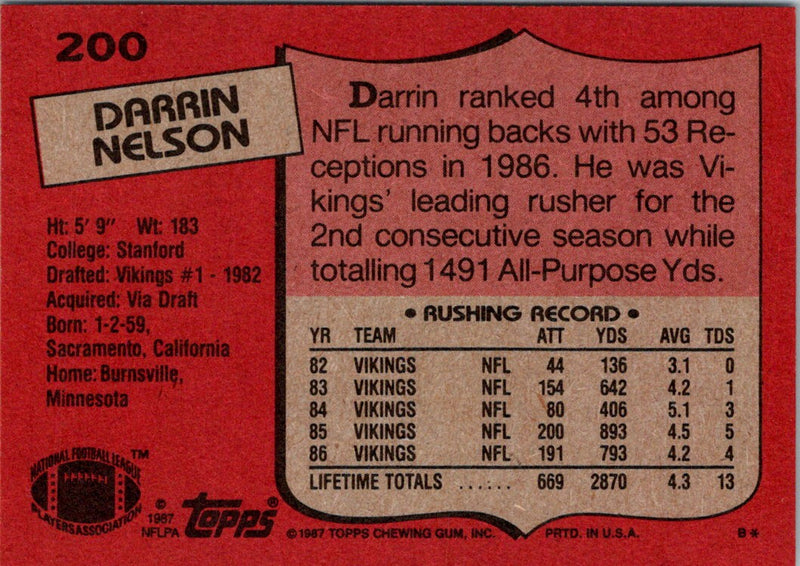 200
DARRIN
NELSON
Ht: 5' 9" Wt: 183
College: Stanford
Drafted: Vikings #1 - 1982
Acquired: Via Draft
Born: 1-2-59,
Sacramento, California
Home: Burnsville,
Minnesota
Darrin ranked 4th among
NFL running backs with 53 Re-
ceptions in 1986. He was Vi-
kings' leading rusher for the
2nd consecutive season while
totalling 1491 All-Purpose Yds.
• RUSHING RECORD •
YR TEAM ATT YDS AVG TDS
82 VIKINGS NFL 44 136 3.1 0
83 VIKINGS NFL 154 642 4.2 1
84 VIKINGS NFL 80 406 5.1 3
85 VIKINGS NFL 200 893 4.5 5
86 VIKINGS NFL 191 793 4.2 4
LIFETIME TOTALS ...... 669 2870 4.3 13
NATIONAL FOOTBALL LEAGUE
PLAYERS ASSOCIATION
™
© 1987
NFLPA
topps®
© 1987 TOPPS CHEWING GUM, INC. PRTD. IN U.S.A. B*